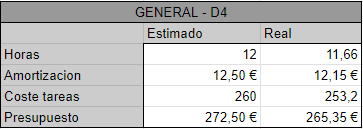 GENERAL - D4
Estimado Real
Horas 12 11,66
Amortizacion 12,50 € 12,15 €
Coste tareas 260 253,2
Presupuesto 272,50 € 265,35 €